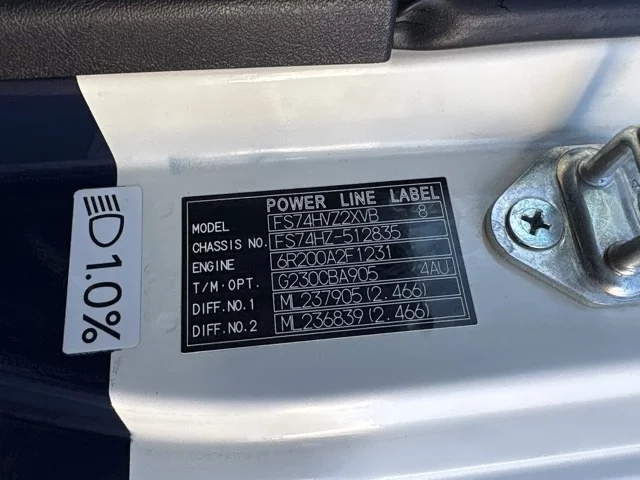 POWER LINE LABEL
MODEL FS74HVZ2XVB 8
CHASSIS NO. FS74HZ-512835
ENGINE 6R200A2F1231
T/M・OPT. G230CBA905 4AU
DIFF.NO.1 ML237905(2.466)
DIFF.NO.2 ML236839(2.466)
1.0%